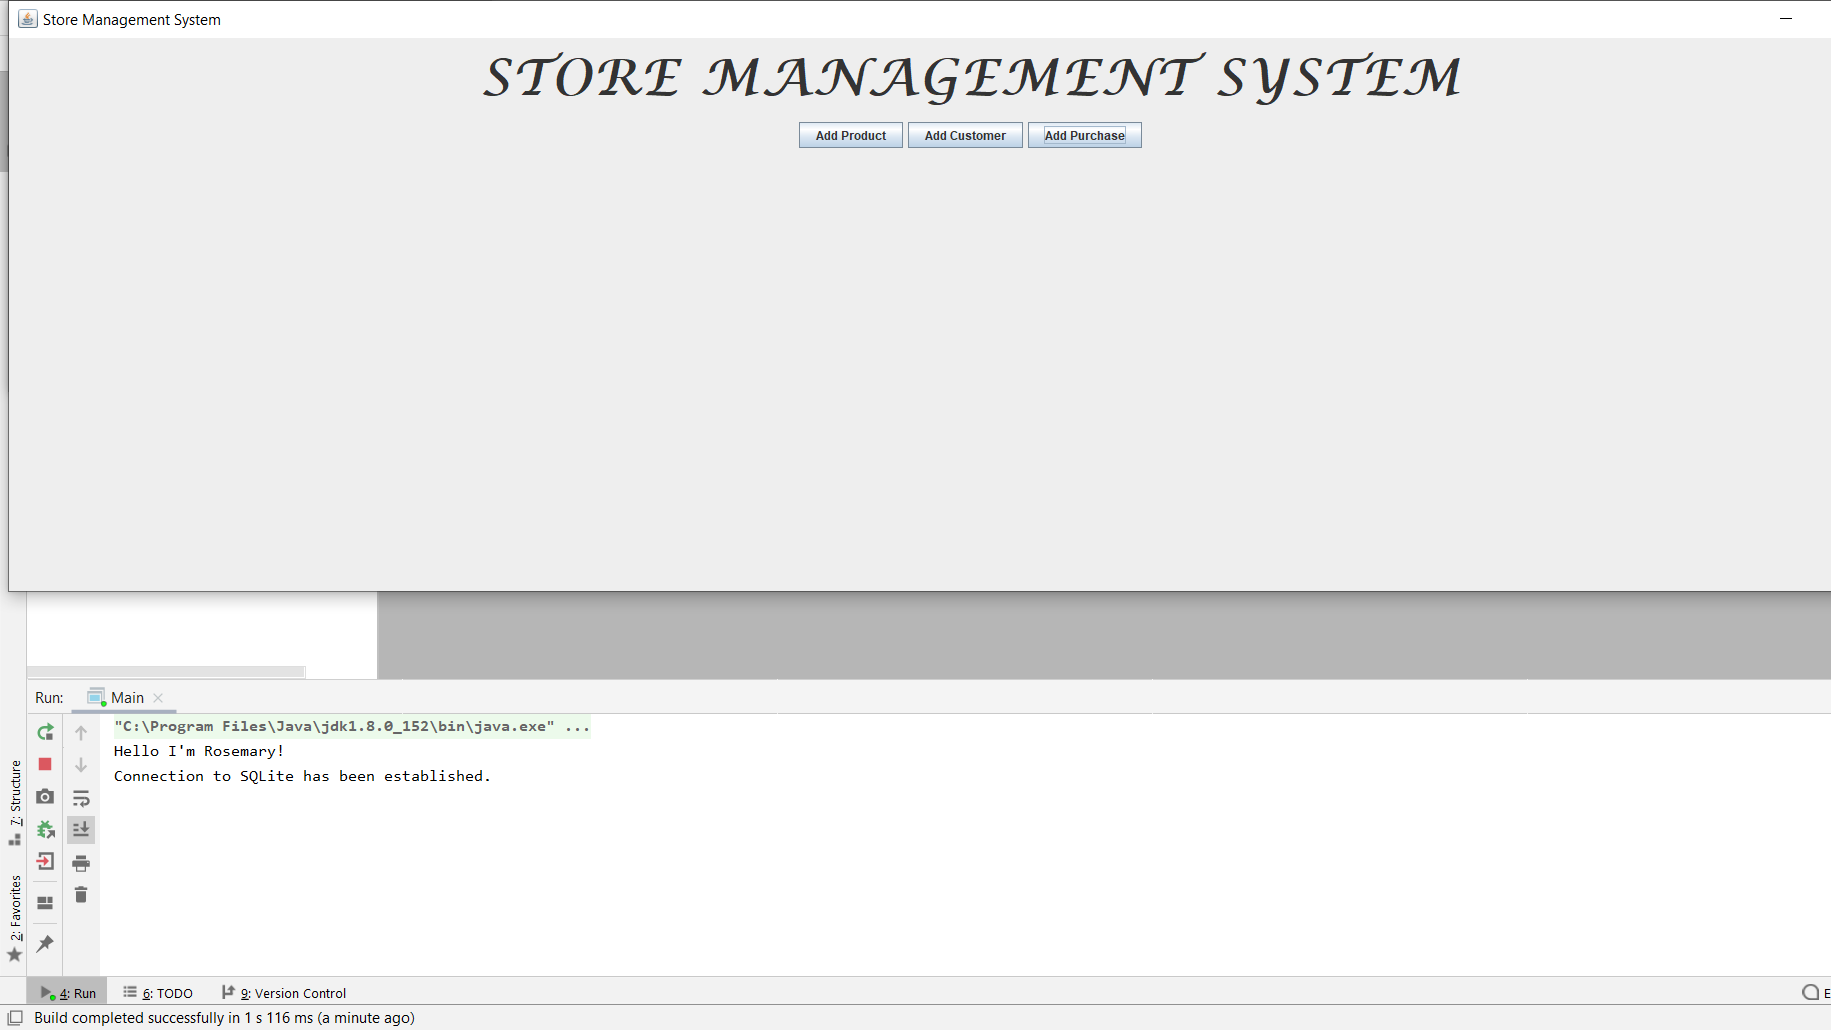 Store Management System
STORE MANAGEMENT SYSTEM
Add Product Add Customer Add Purchase
Run: Main
"C:\Program Files\Java\jdk1.8.0_152\bin\java.exe" ...
Hello I'm Rosemary!
Connection to SQLite has been established.
7: Structure
2: Favorites
4: Run 6: TODO 9: Version Control E
Build completed successfully in 1 s 116 ms (a minute ago)